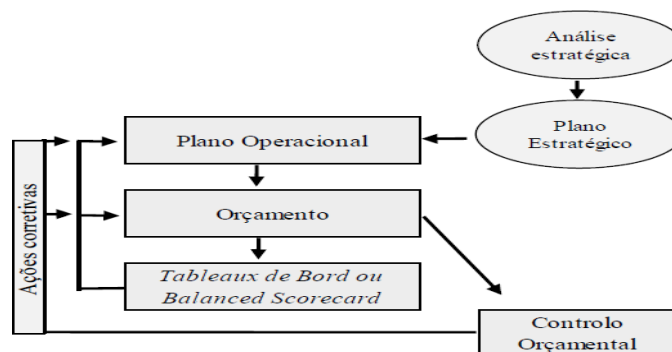 Análise
estratégica
Plano
Estratégico
Plano Operacional
Orçamento
Tableaux de Bord ou
Balanced Scorecard
Ações corretivas
Controlo
Orçamental